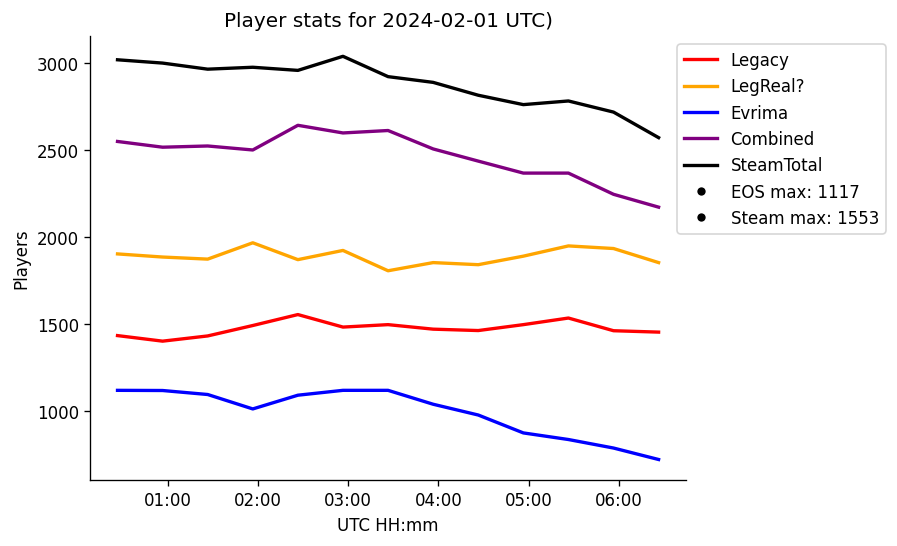 Player stats for 2024-02-01 UTC)
Legacy
LegReal?
Evrima
Combined
SteamTotal
EOS max: 1117
Steam max: 1553
Players
3000
2500
2000
1500
1000
01:00 02:00 03:00 04:00 05:00 06:00
UTC HH:mm